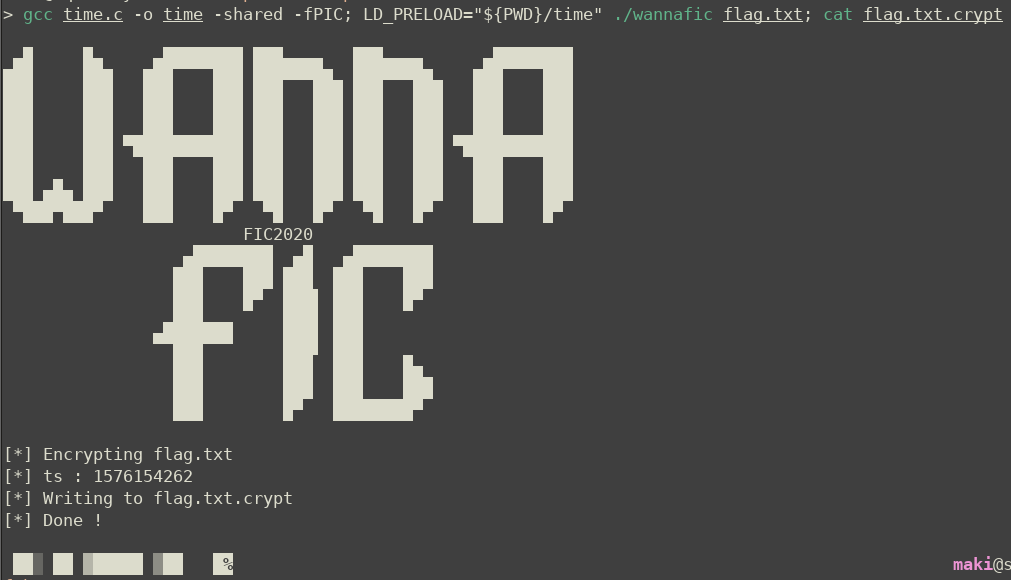 > gcc time.c -o time -shared -fPIC; LD_PRELOAD="${PWD}/time" ./wannafic flag.txt; cat flag.txt.crypt
WANNA
FIC2020
FIC
[*] Encrypting flag.txt
[*] ts : 1576154262
[*] Writing to flag.txt.crypt
[*] Done !
%
maki@s